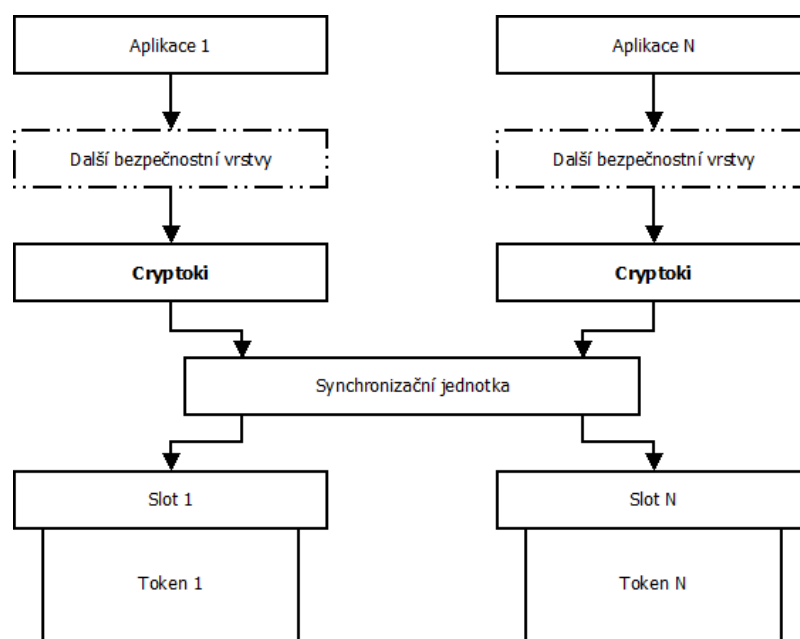 Aplikace 1
Aplikace N
Další bezpečnostní vrstvy
Další bezpečnostní vrstvy
Cryptoki
Cryptoki
Synchronizační jednotka
Slot 1
Slot N
Token 1
Token N